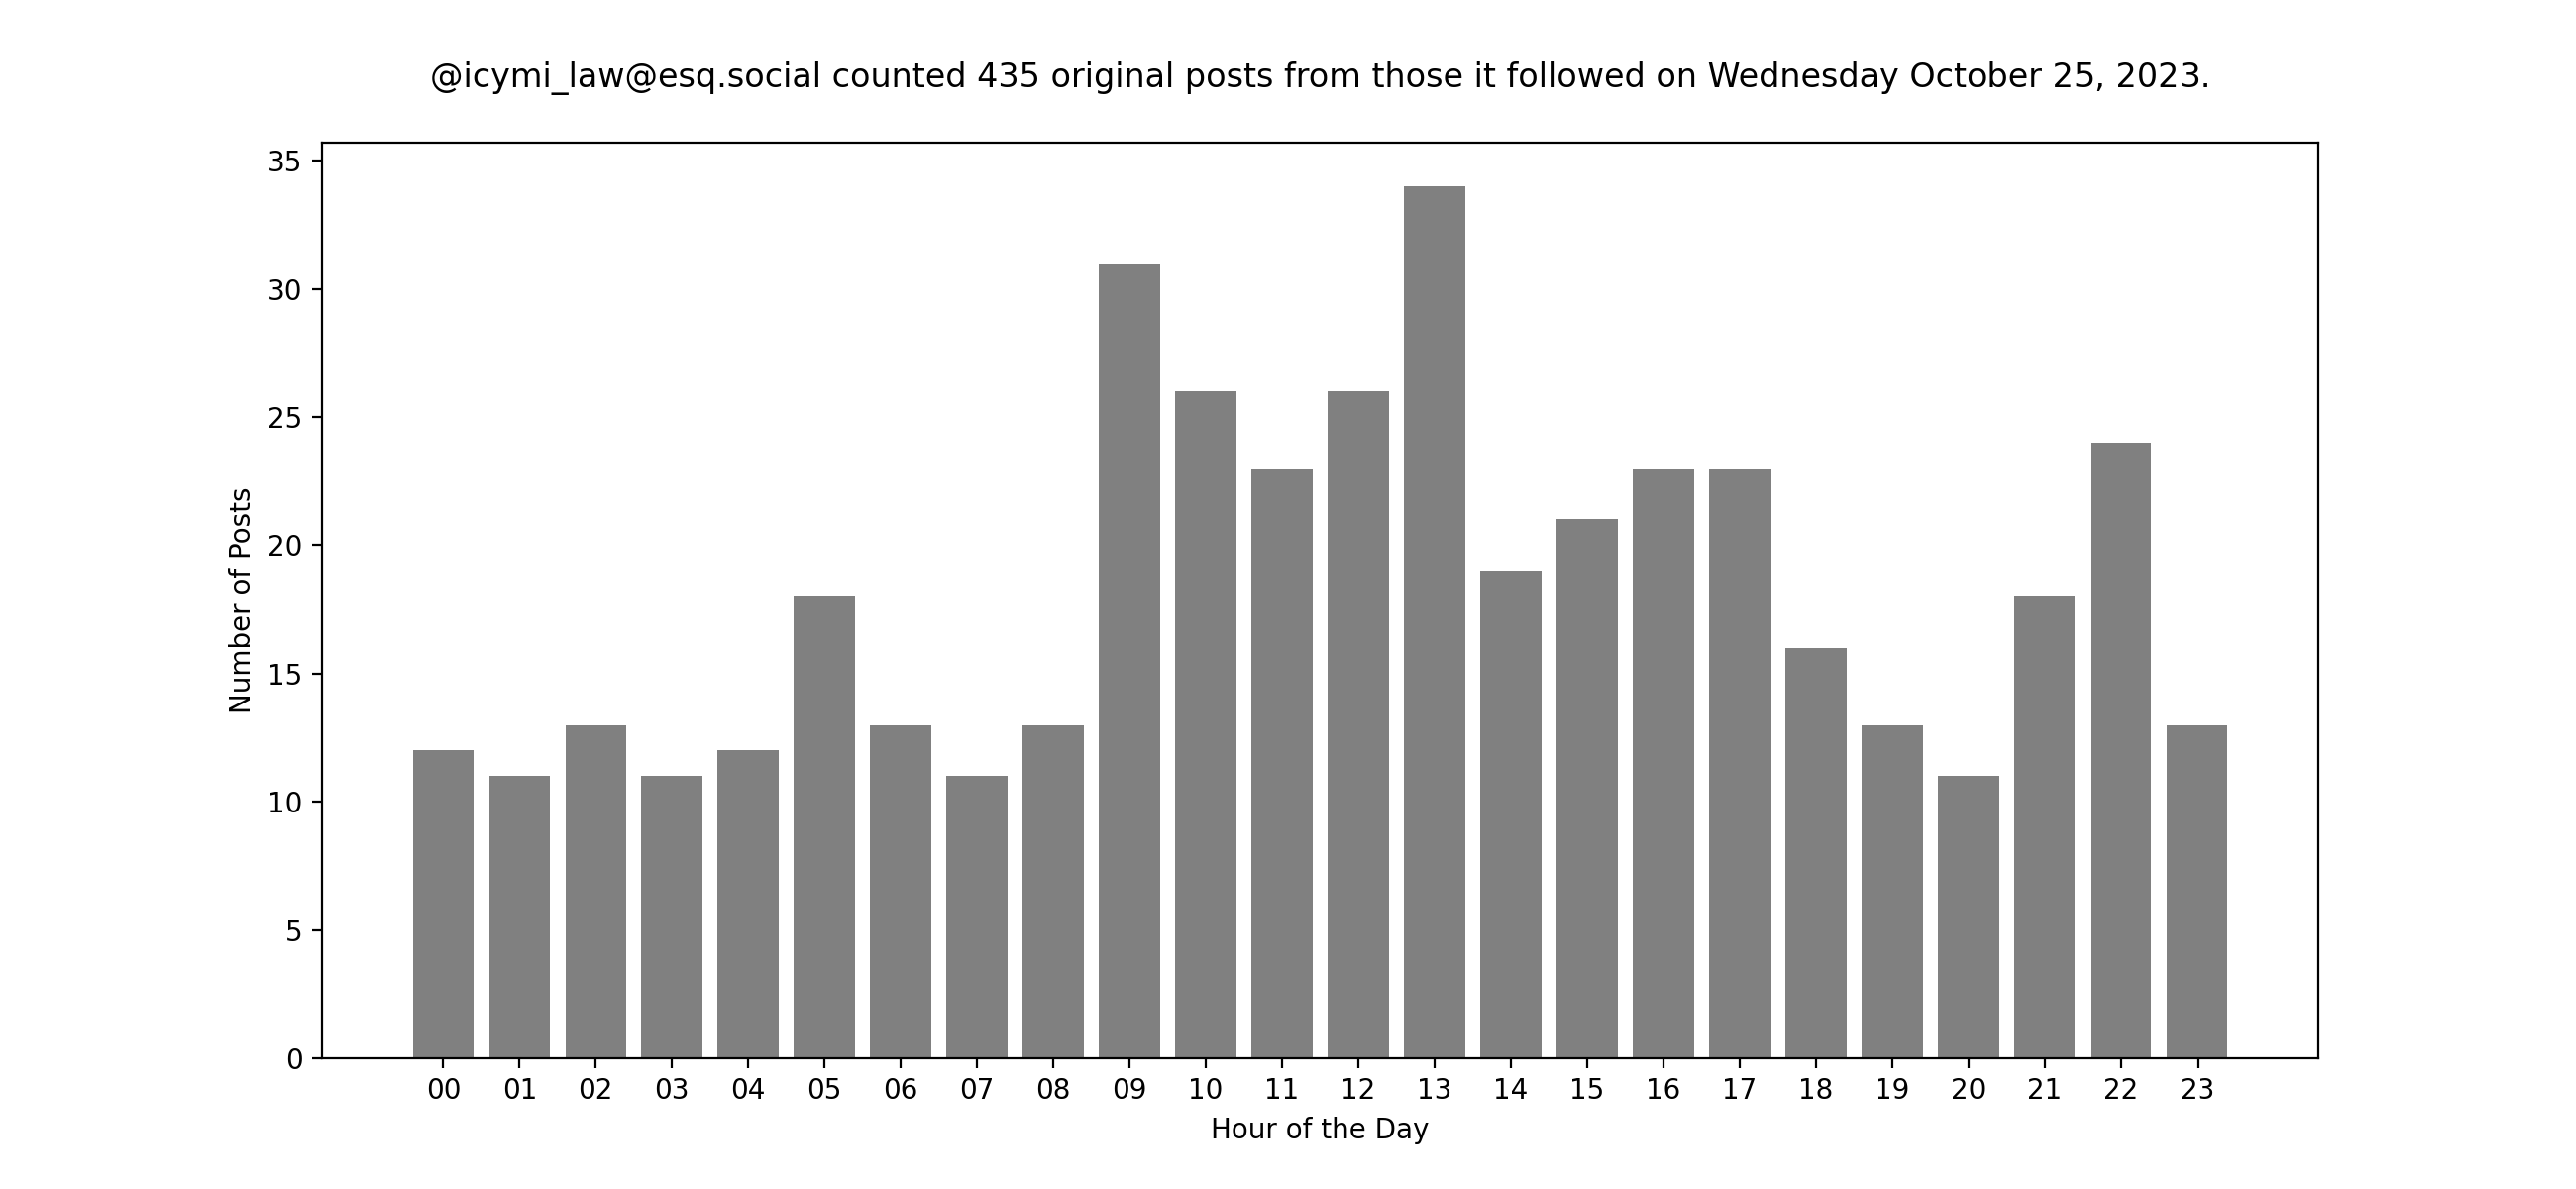 @icymi_law@esq.social counted 435 original posts from those it followed on Wednesday October 25, 2023.
35
30
25
20
15
10
5
0
Number of Posts
00 01 02 03 04 05 06 07 08 09 10 11 12 13 14 15 16 17 18 19 20 21 22 23
Hour of the Day